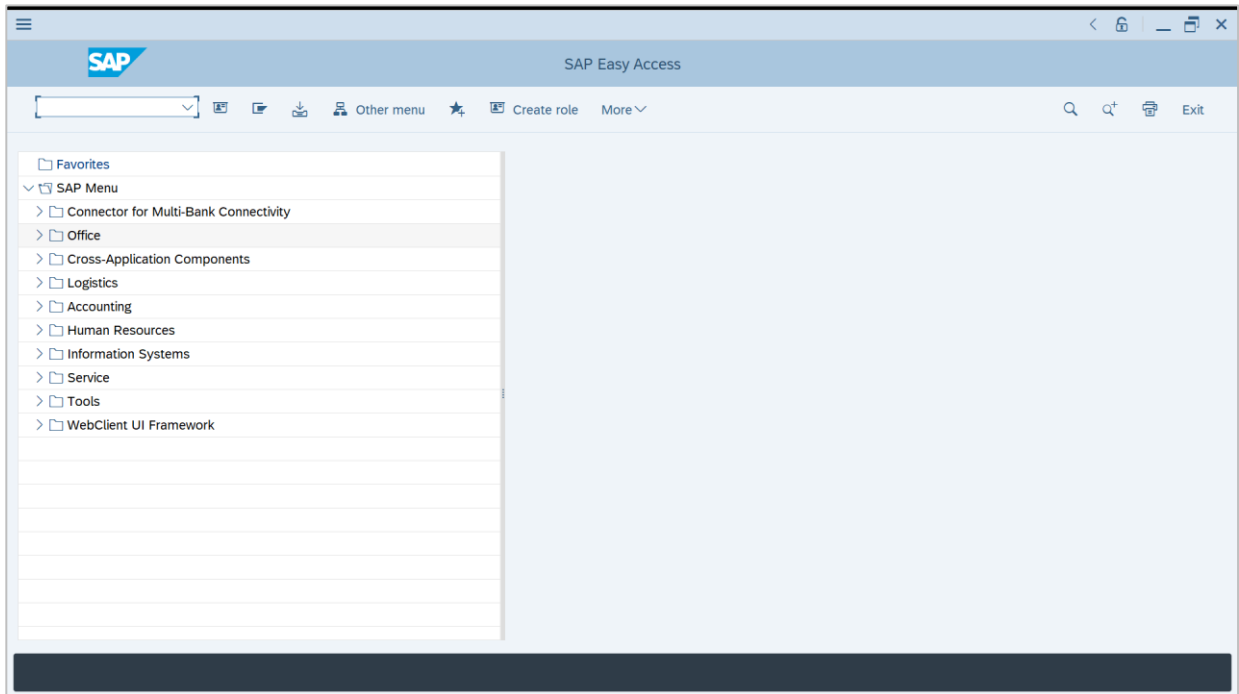 SAP
SAP Easy Access
Other menu Create role More Exit
Favorites
SAP Menu
Connector for Multi-Bank Connectivity
Office
Cross-Application Components
Logistics
Accounting
Human Resources
Information Systems
Service
Tools
WebClient UI Framework